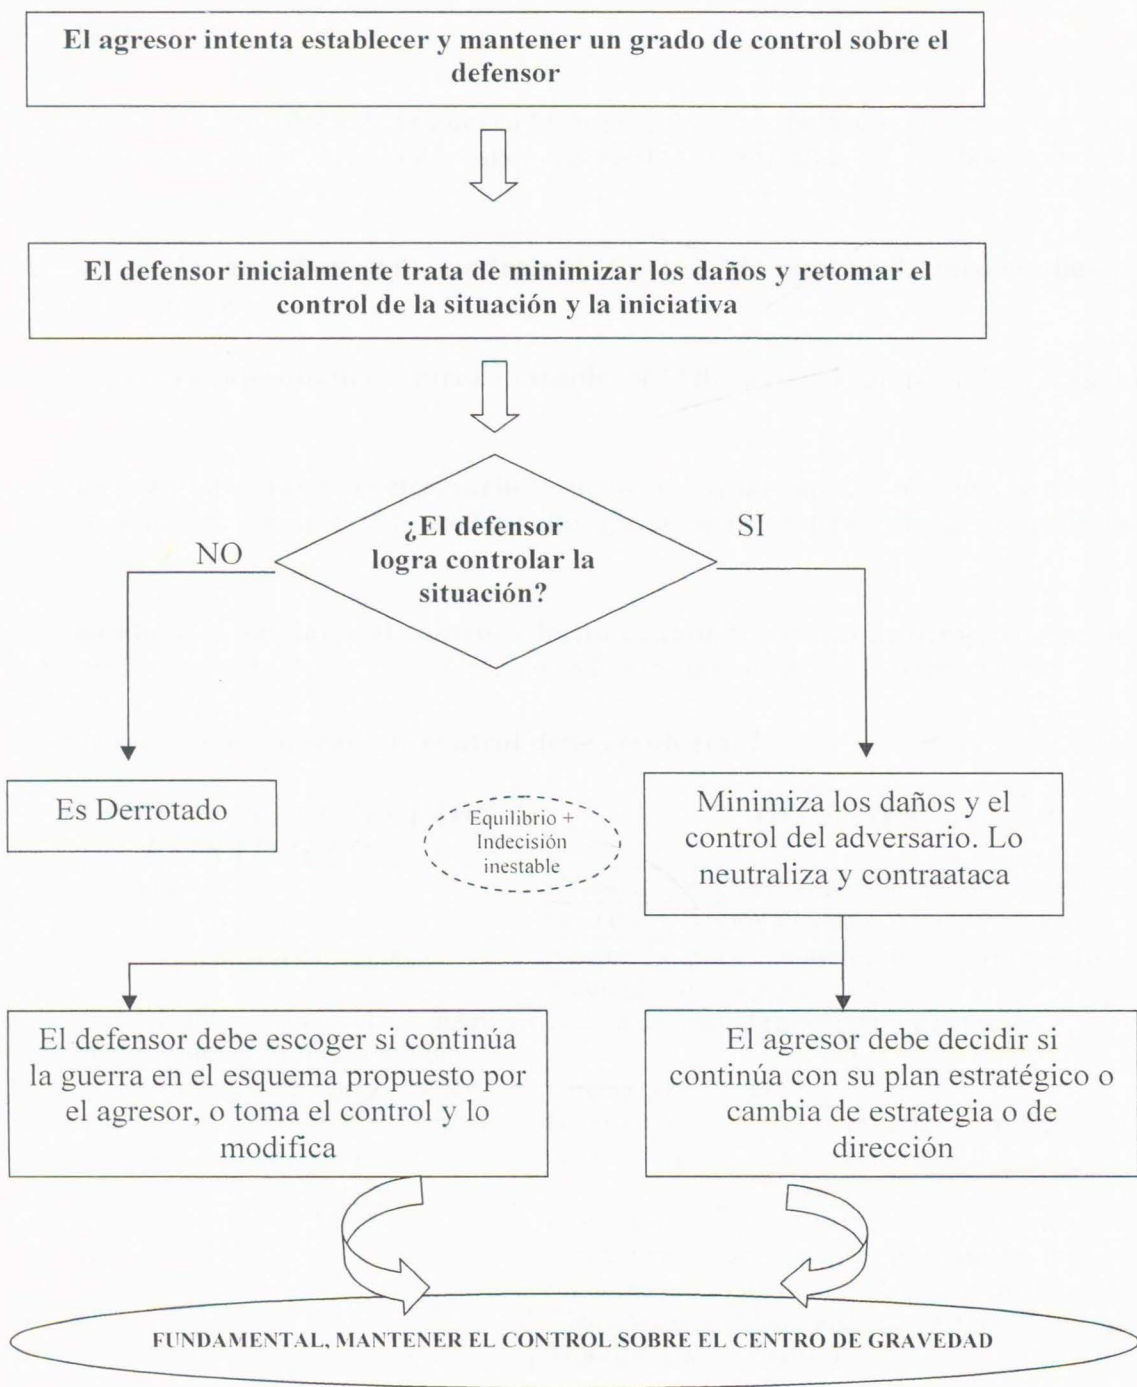 El agresor intenta establecer y mantener un grado de control sobre el
defensor
El defensor inicialmente trata de minimizar los daños y retomar el
control de la situación y la iniciativa
¿El defensor
logra controlar la
situación?
NO
SI
Es Derrotado
Equilibrio +
Indecisión
inestable
Minimiza los daños y el
control del adversario. Lo
neutraliza y contraataca
El defensor debe escoger si continúa
la guerra en el esquema propuesto por
el agresor, o toma el control y lo
modifica
El agresor debe decidir si
continúa con su plan estratégico o
cambia de estrategia o de
dirección
FUNDAMENTAL, MANTENER EL CONTROL SOBRE EL CENTRO DE GRAVEDAD